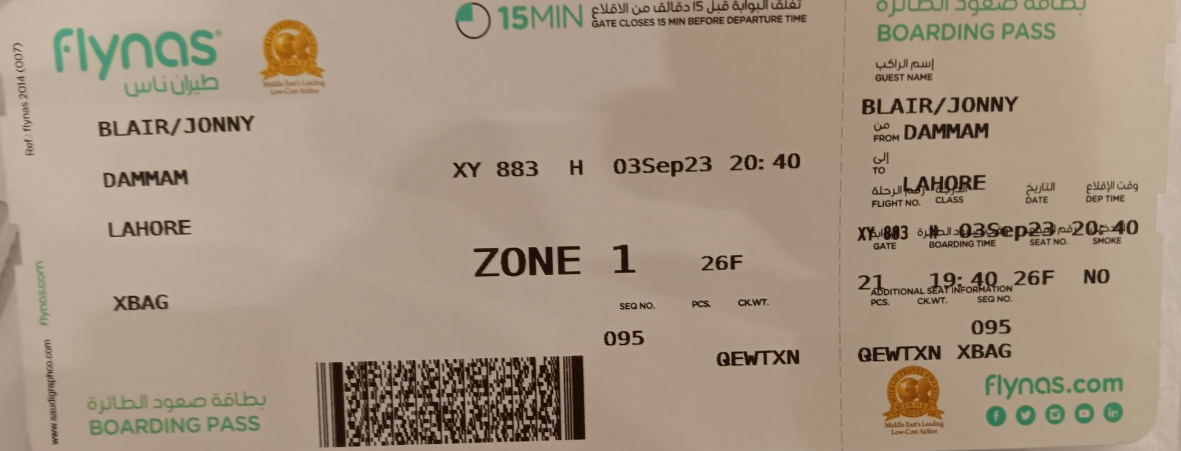 flynas
طيران ناس
Middle East's Leading
Low-Cost Airline
Ref.: flynas 2014 (007)
15MIN
تغلق البوابة قبل 15 دقائق من الاقلاع
GATE CLOSES 15 MIN BEFORE DEPARTURE TIME
BLAIR/JONNY
DAMMAM
LAHORE
XBAG
XY 883 H 03Sep23 20:40
ZONE 1 26F
SEQ NO. PCS. CK.WT.
095
QEWTXN
flynas.com
www.saudigraphco.com
بطاقة صعود الطائرة
BOARDING PASS
بطاقة صعود الطائرة
BOARDING PASS
إسم الراكب
GUEST NAME
BLAIR/JONNY
من
FROM DAMMAM
إلى
TO
LAHORE
رقم الرحلة الدرجة التاريخ وقت الإقلاع
FLIGHT NO. CLASS DATE DEP TIME
XY 883 H 03Sep23 20:40
GATE BOARDING TIME SEAT NO. SMOKE
21 19:40 26F NO
ADDITIONAL SEAT INFORMATION
PCS. CK.WT. SEQ NO.
095
QEWTXN XBAG
Middle East's Leading
Low-Cost Airline
flynas.com